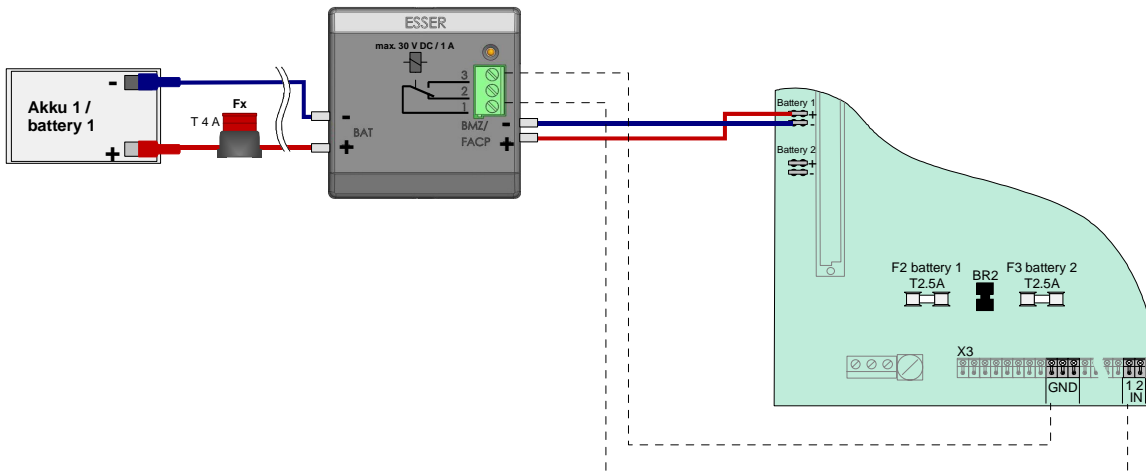 ESSER
max. 30 V DC / 1 A
3
2
1
-
Akku 1 /
battery 1
+
Fx
T 4 A
-
BAT
+
BMZ/
FACP
-
+
Battery 1
+
-
Battery 2
+
-
F2 battery 1
T2.5A
BR2
F3 battery 2
T2.5A
X3
GND
1 2
IN